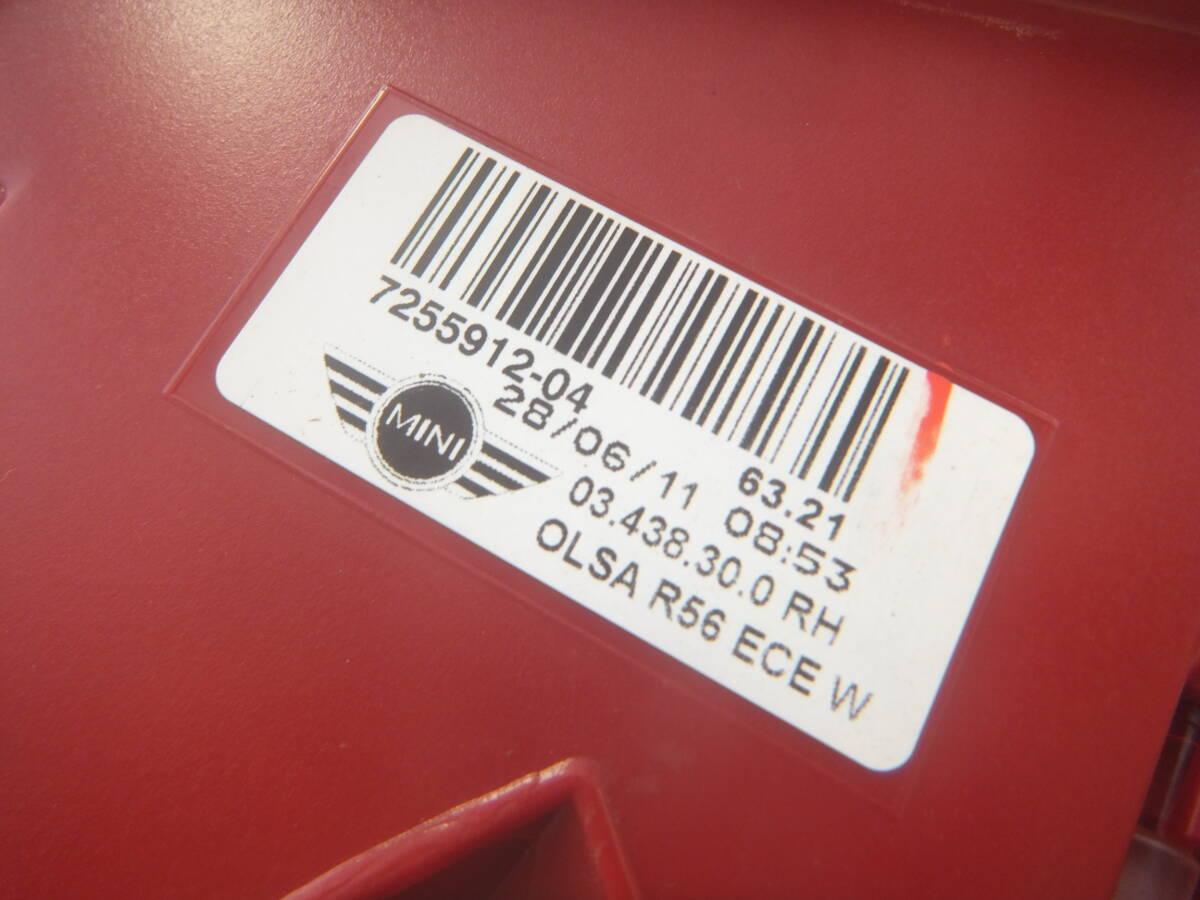 7255912-04 63.21
MINI 28/06/11 08:53
03.438.30.0 RH
OLSA R56 ECE W